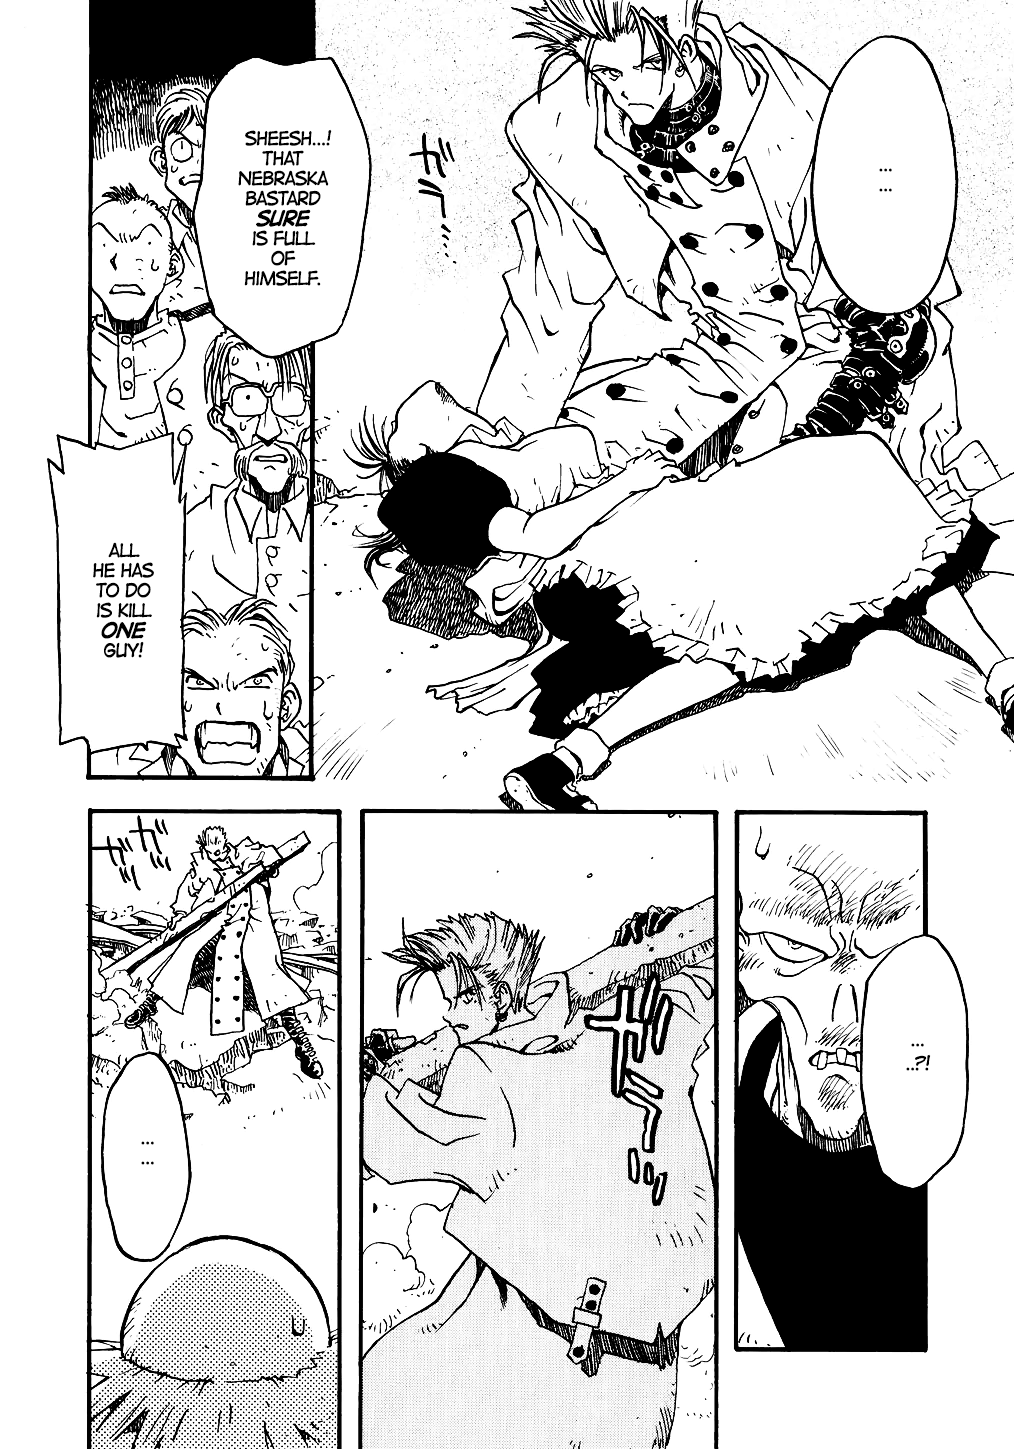 ...
...
SHEESH...!
THAT
NEBRASKA
BASTARD
SURE
IS FULL
OF
HIMSELF.
ALL
HE HAS
TO DO
IS KILL
ONE
GUY!
...
..?!
...
...